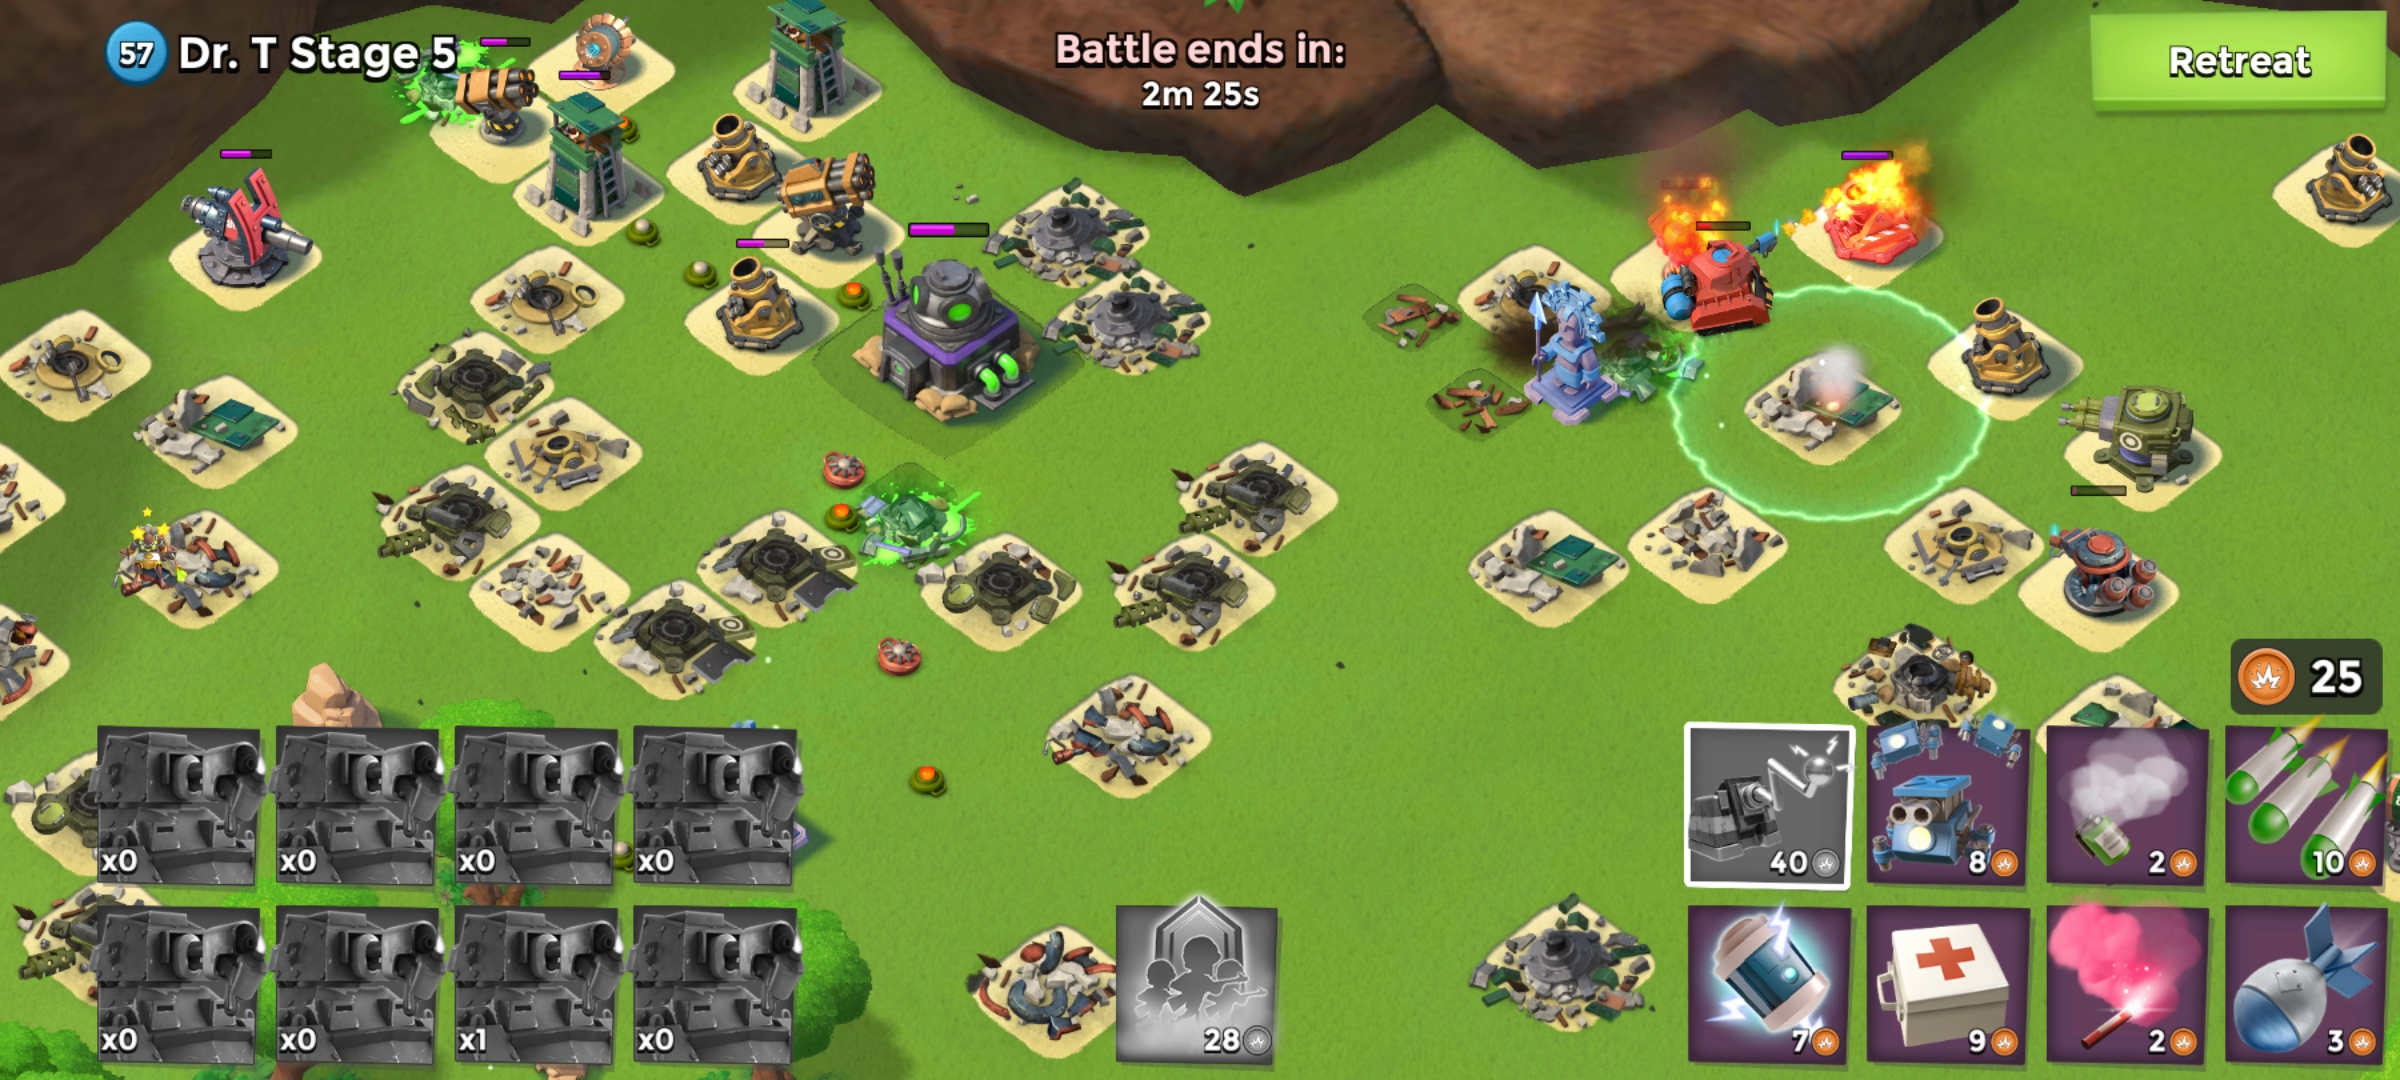 57 Dr. T Stage 5
Battle ends in:
2m 25s
Retreat
25
x0 x0 x0 x0
40 8 2 10
x0 x0 x1 x0
28
7 9 2 3